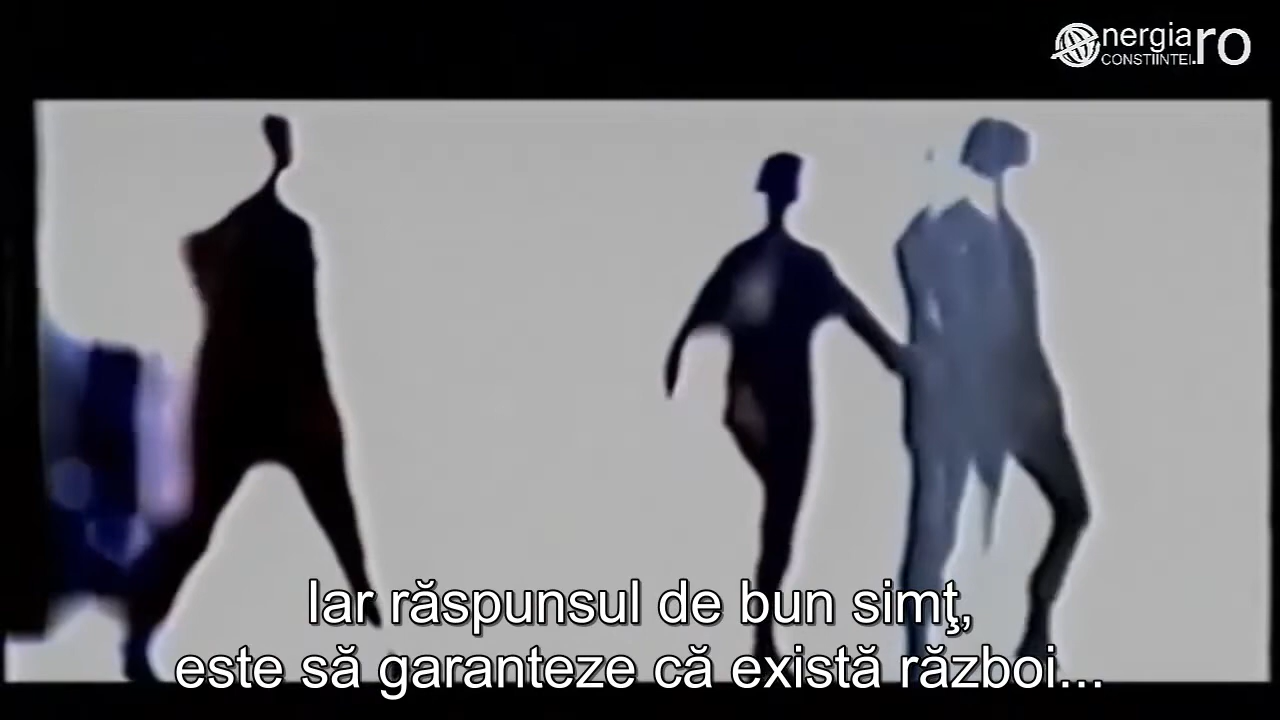 nergia.ro
CONSTIINTEI
Iar răspunsul de bun simţ,
este să garanteze că există război...